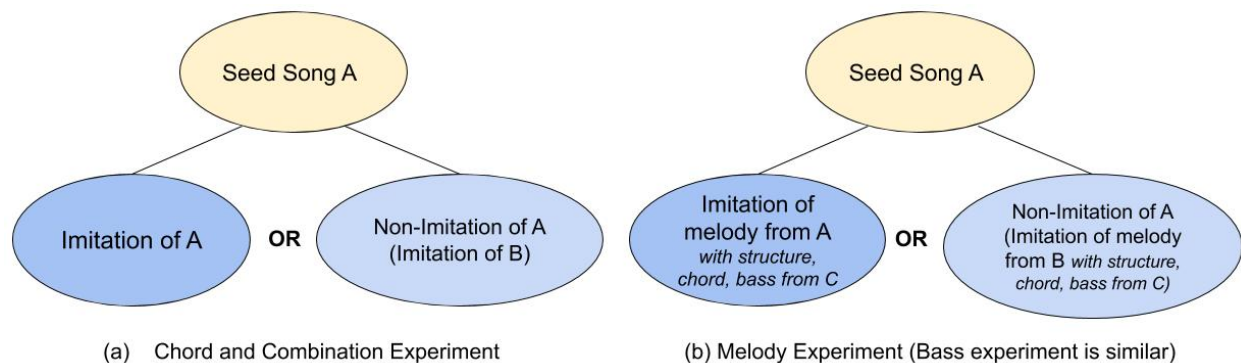 Seed Song A
Imitation of A
OR
Non-Imitation of A
(Imitation of B)
(a) Chord and Combination Experiment
Seed Song A
Imitation of
melody from A
with structure,
chord, bass from C
OR
Non-Imitation of A
(Imitation of melody
from B with structure,
chord, bass from C)
(b) Melody Experiment (Bass experiment is similar)